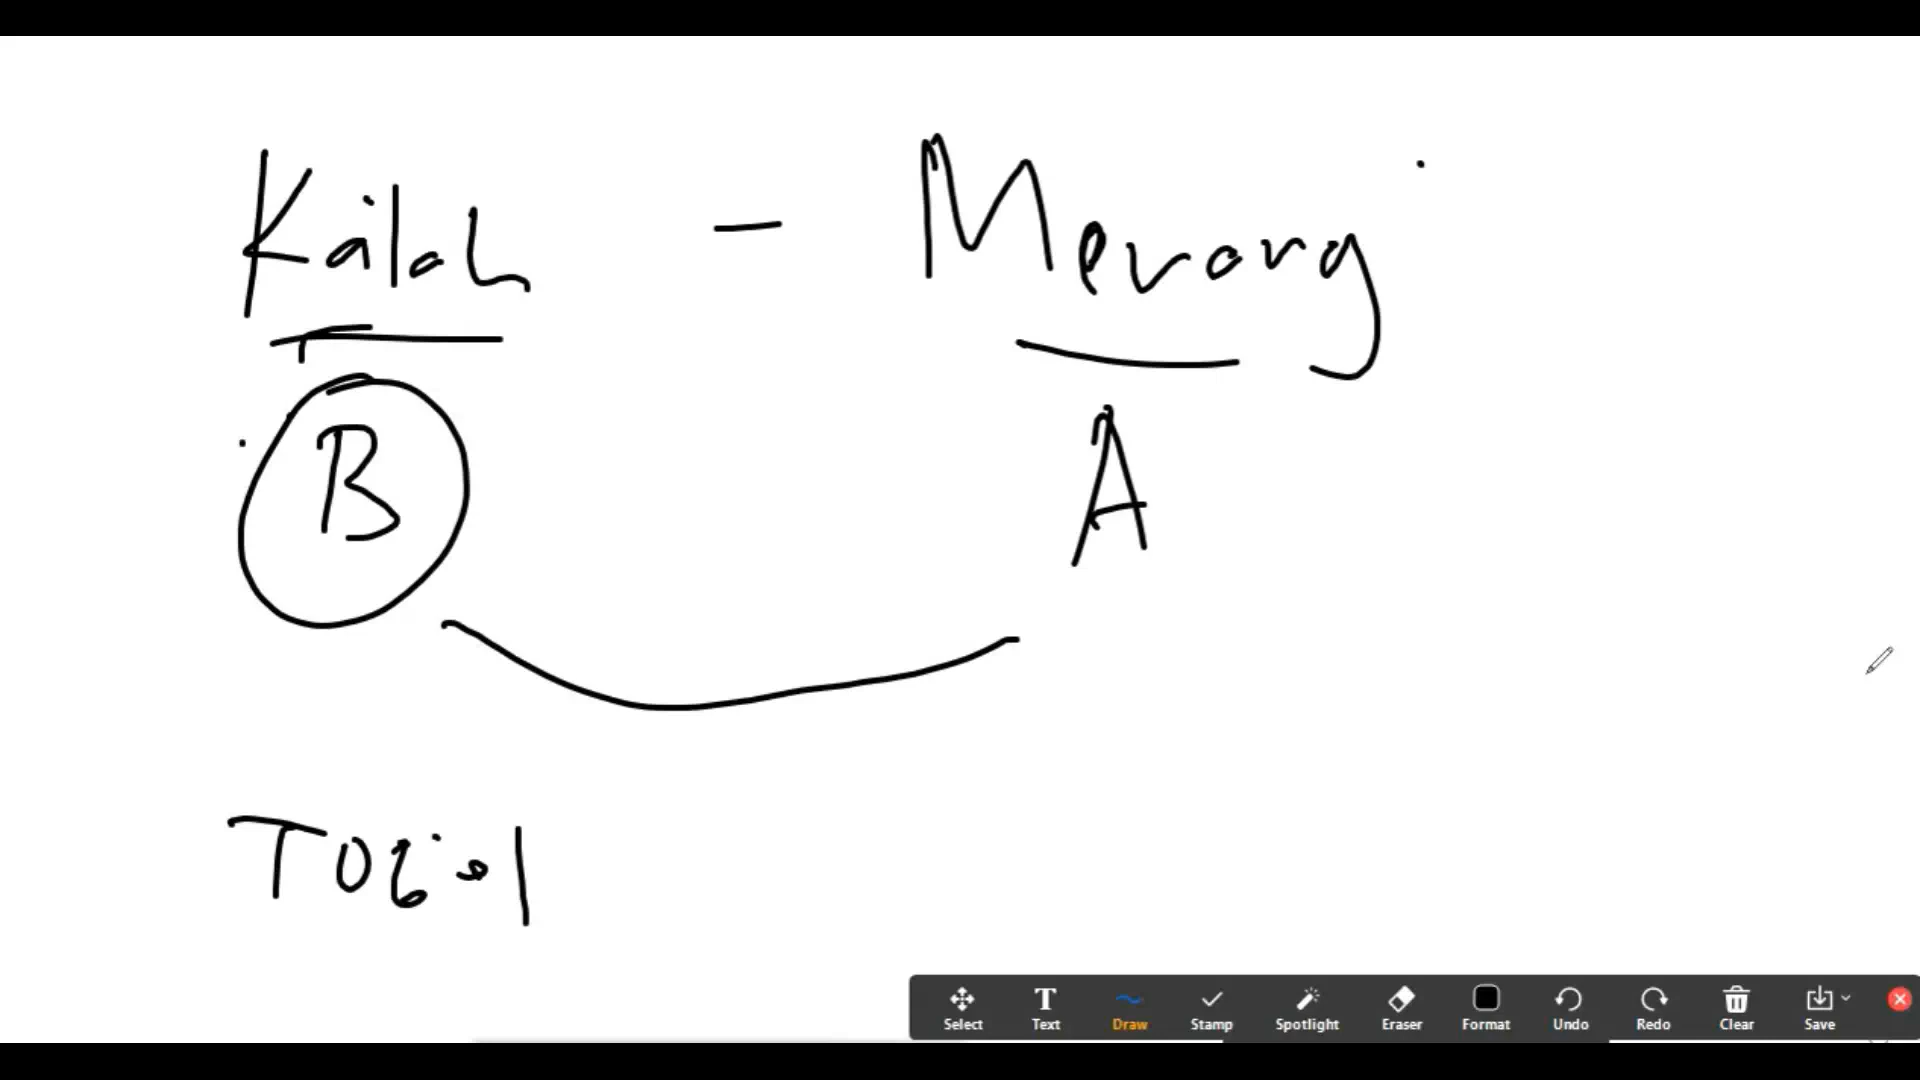 Kalah - Menang
B A
Select Text Draw Stamp Spotlight Eraser Format Undo Redo Clear Save